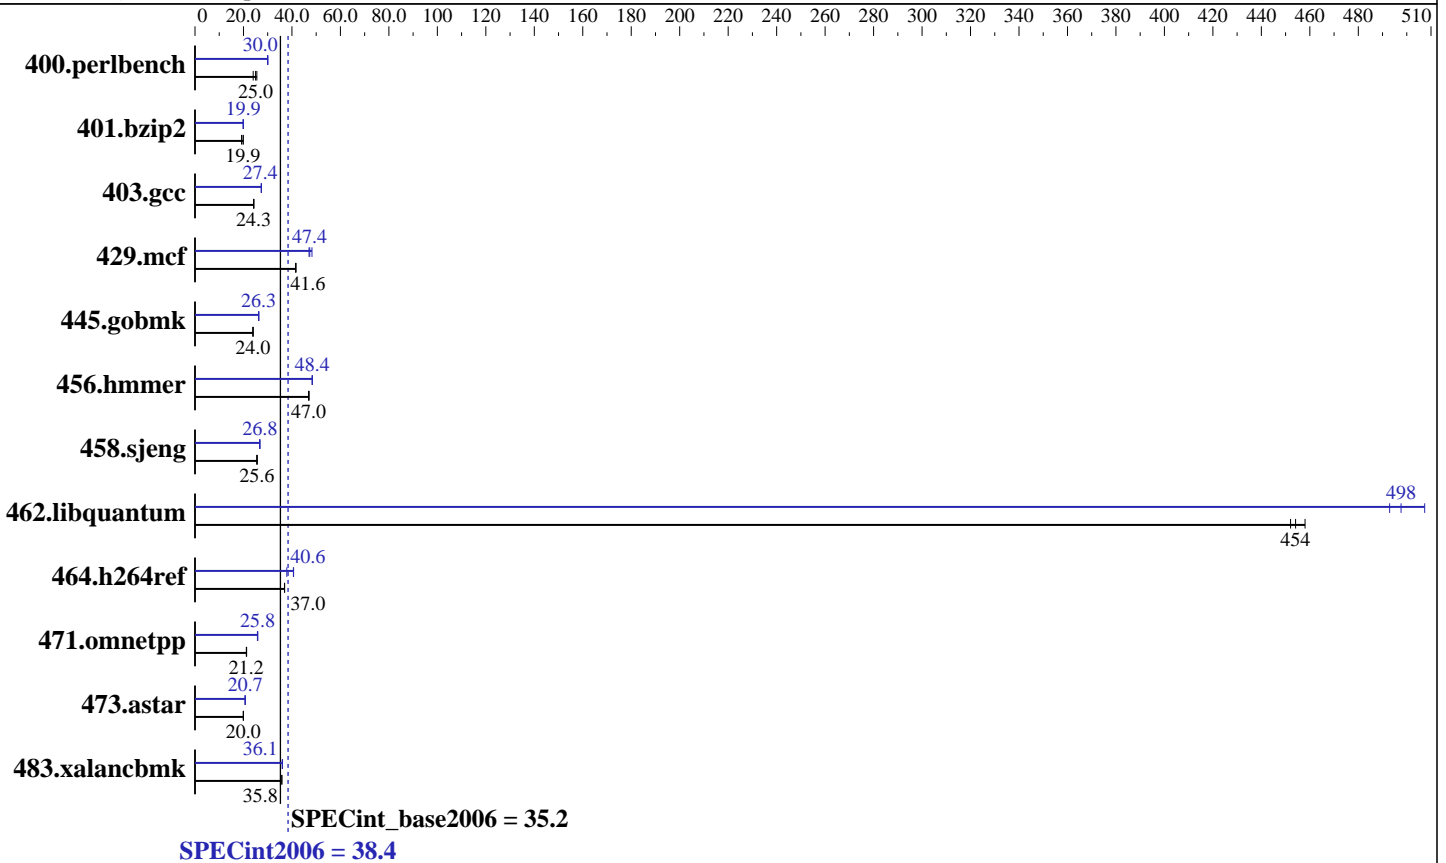 0 20.0 40.0 60.0 80.0 100 120 140 160 180 200 220 240 260 280 300 320 340 360 380 400 420 440 460 480 510
30.0
400.perlbench
25.0
19.9
401.bzip2
19.9
27.4
403.gcc
24.3
47.4
429.mcf
41.6
26.3
445.gobmk
24.0
48.4
456.hmmer
47.0
26.8
458.sjeng
25.6
498
462.libquantum
454
40.6
464.h264ref
37.0
25.8
471.omnetpp
21.2
20.7
473.astar
20.0
36.1
483.xalancbmk
35.8
SPECint_base2006 = 35.2
SPECint2006 = 38.4